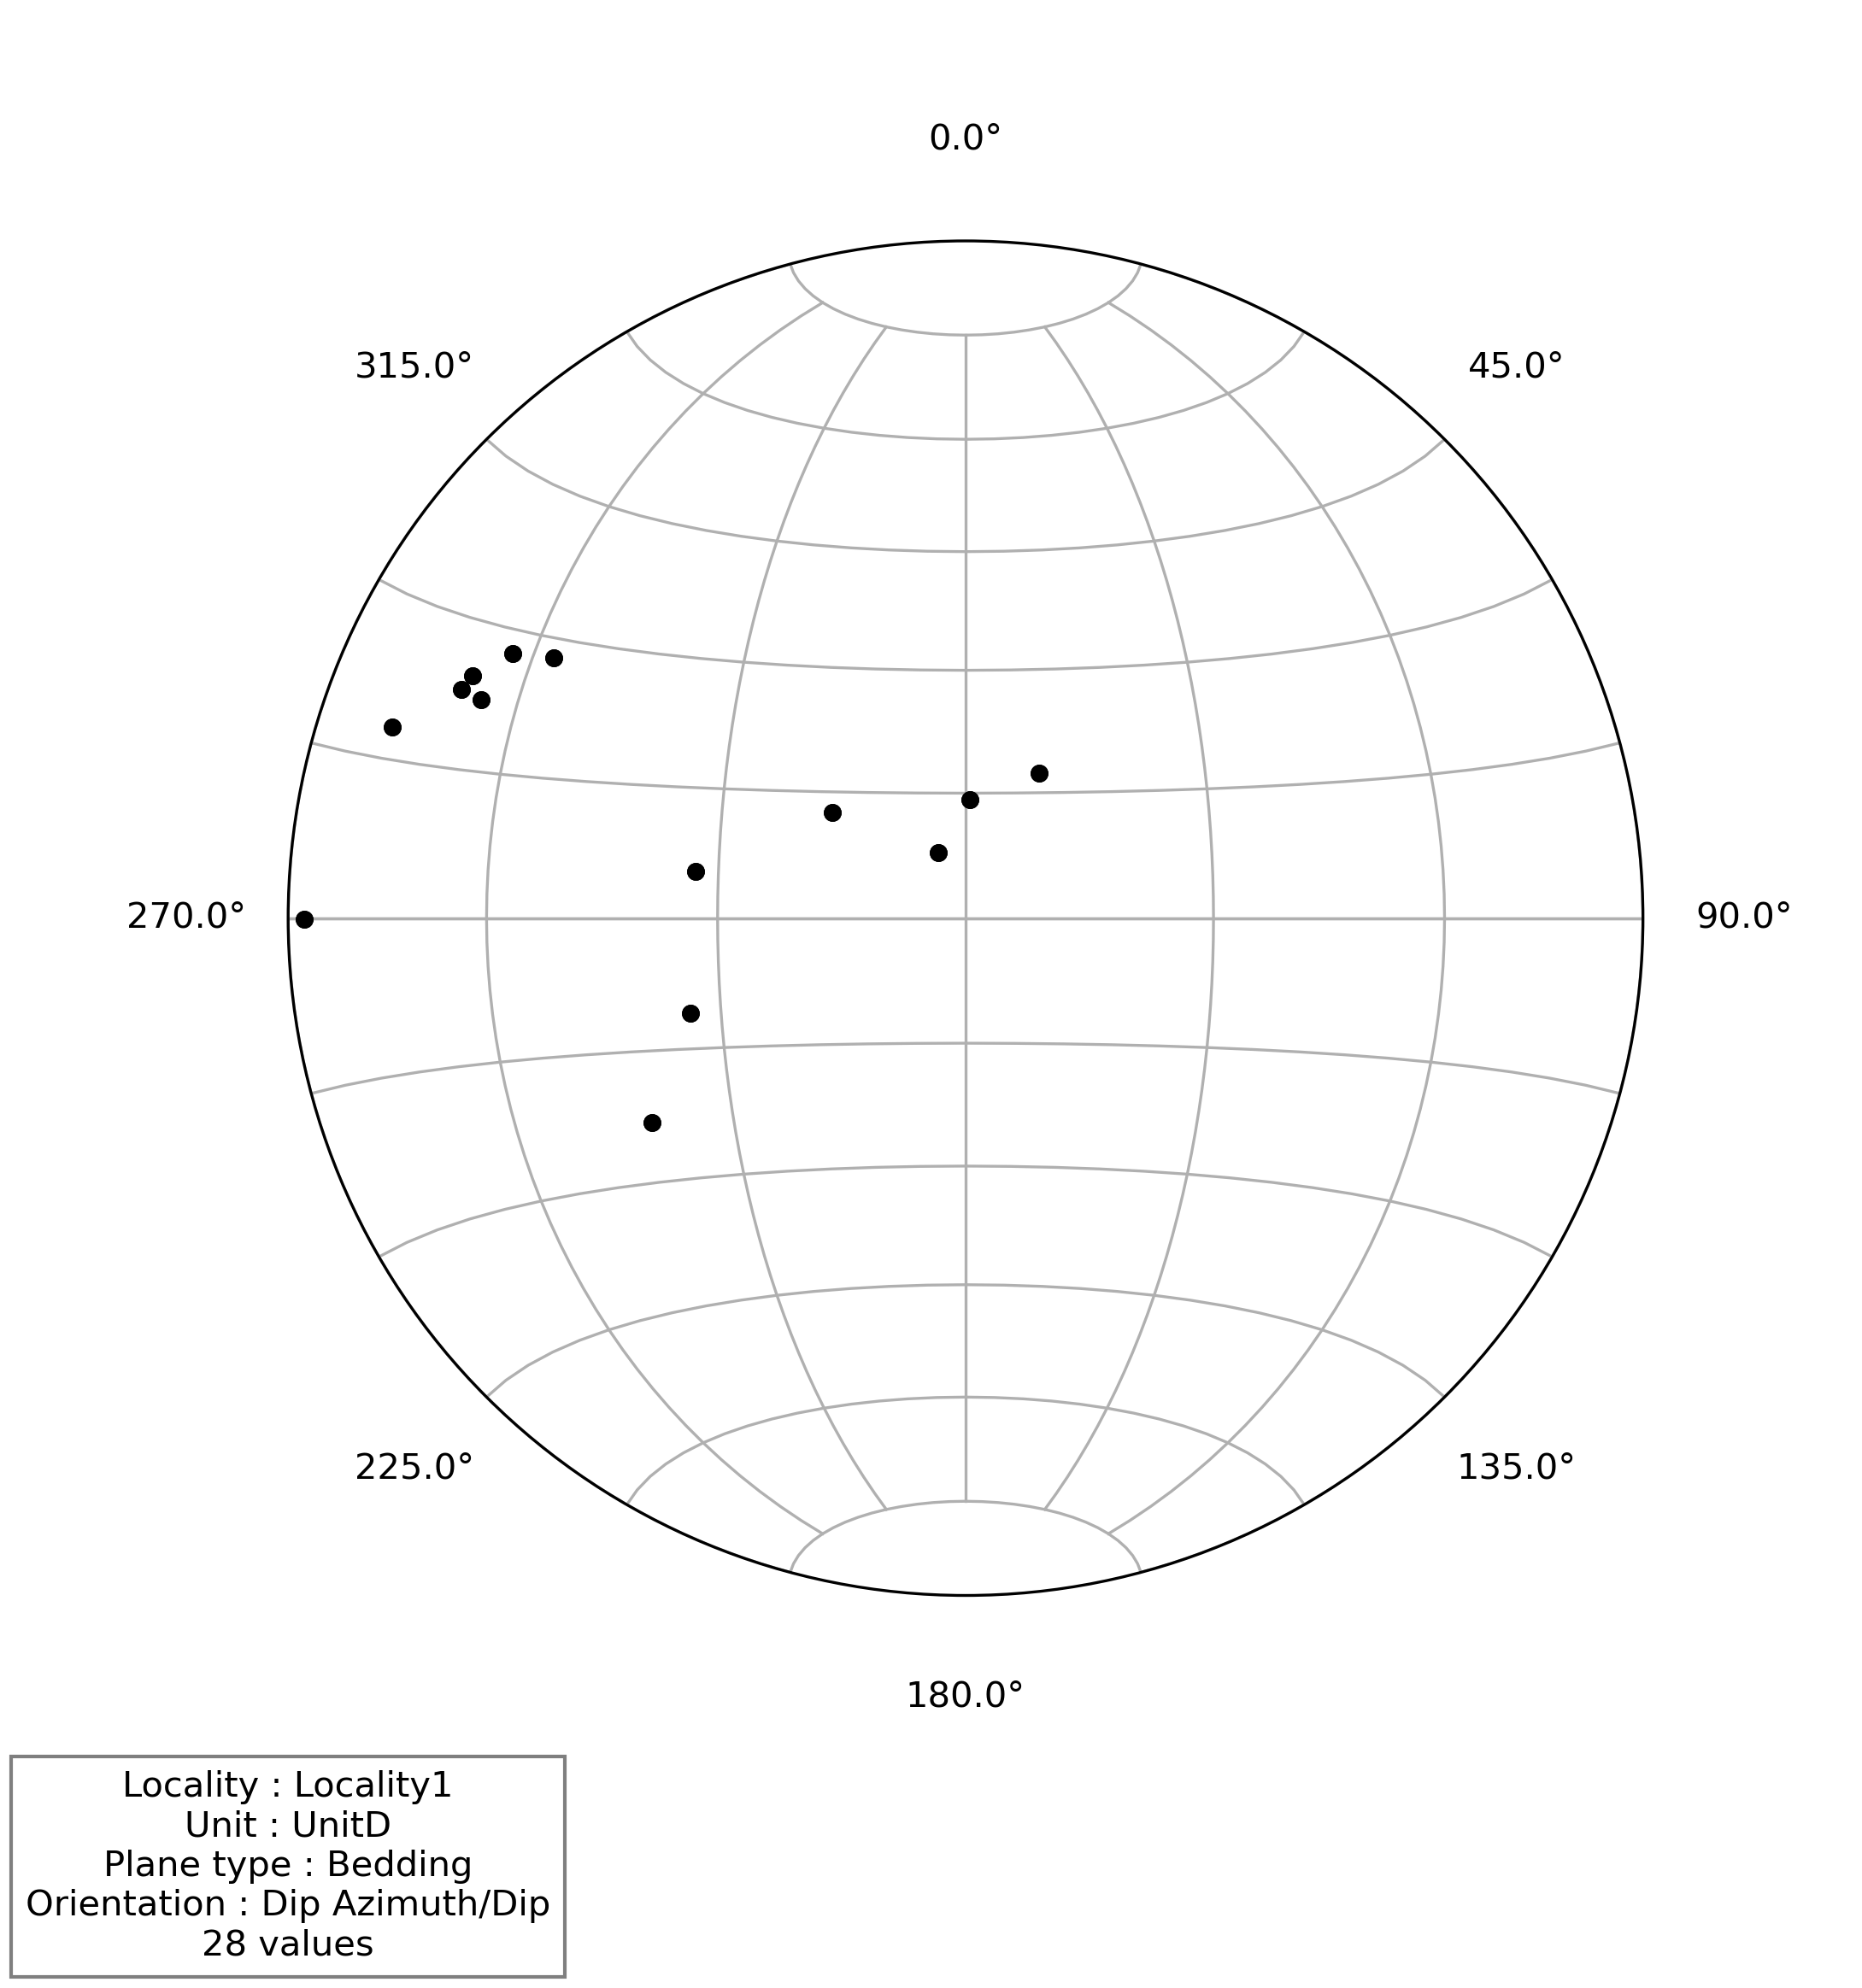 0.0°
315.0°
45.0°
270.0°
90.0°
225.0°
135.0°
180.0°
Locality : Locality1
Unit : UnitD
Plane type : Bedding
Orientation : Dip Azimuth/Dip
28 values